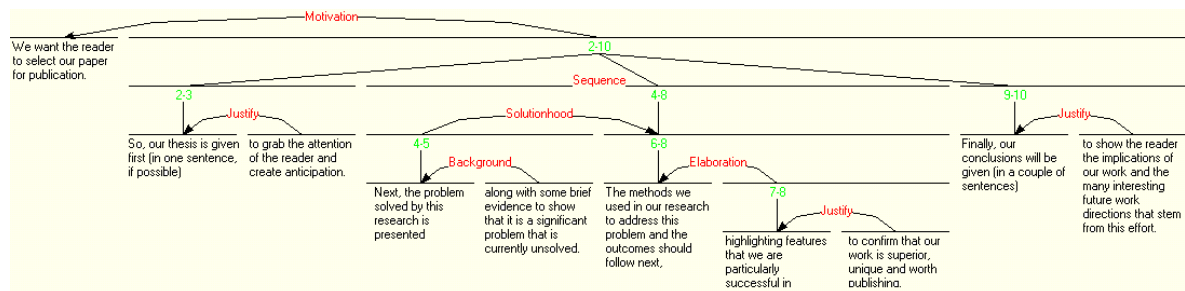 Motivation
We want the reader
to select our paper
for publication.
2-10
Sequence
2-3
4-8
9-10
Justify
Solutionhood
Justify
So, our thesis is given
first (in one sentence,
if possible)
to grab the attention
of the reader and
create anticipation.
4-5
6-8
Finally, our
conclusions will be
given (in a couple of
sentences)
to show the reader
the implications of
our work and the
many interesting
future work
directions that stem
from this effort.
Background
Elaboration
Next, the problem
solved by this
research is
presented
along with some brief
evidence to show
that it is a significant
problem that is
currently unsolved.
The methods we
used in our research
to address this
problem and the
outcomes should
follow next,
7-8
Justify
highlighting features
that we are
particularly
successful in
to confirm that our
work is superior,
unique and worth
publishing.